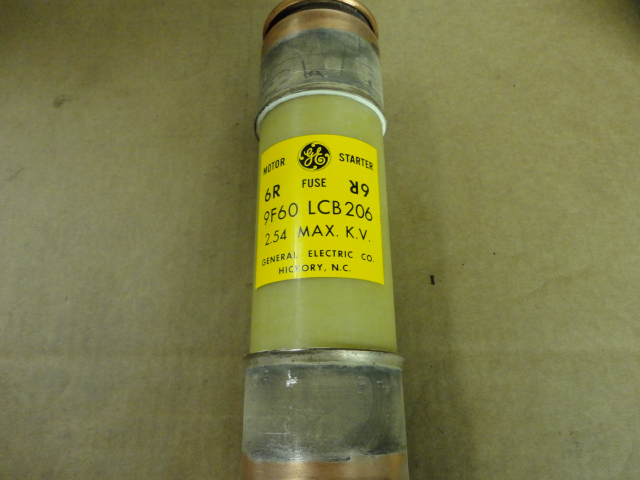 MOTOR GE STARTER
6R FUSE 6R
9F60 LCB206
2.54 MAX. K.V.
GENERAL ELECTRIC CO.
HICKORY, N.C.